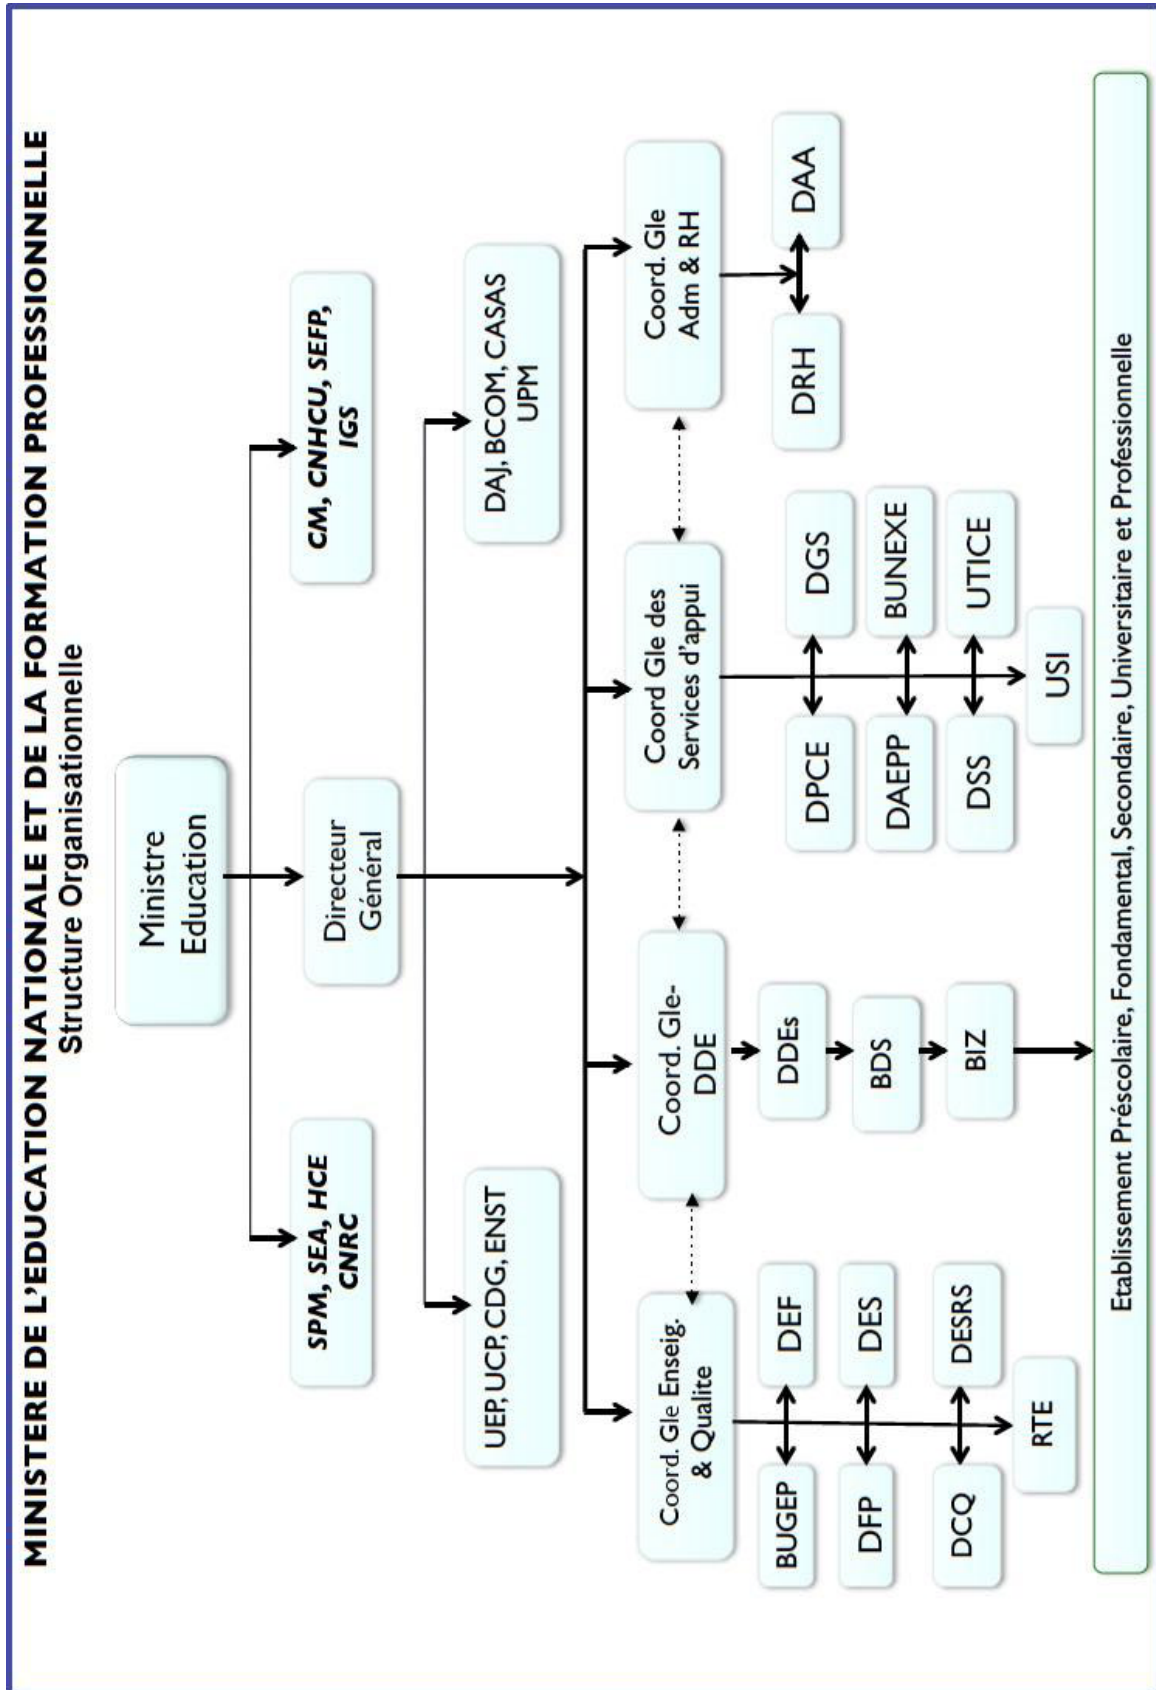 MINISTERE DE L'EDUCATION NATIONALE ET DE LA FORMATION PROFESSIONNELLE
Structure Organisationnelle
Ministre
Education
SPM, SEA, HCE
CNRC
Directeur
Général
CM, CNHCU, SEFP,
IGS
UEP, UCP, CDG, ENST
DAJ, BCOM, CASAS
UPM
Coord. Gle Enseig.
& Qualite
Coord. Gle-
DDE
Coord Gle des
Services d'appui
Coord. Gle
Adm & RH
BUGEP
DEF
DFP
DES
DCQ
DESRS
RTE
DDEs
BDS
BIZ
DPCE
DGS
DAEPP
BUNEXE
DSS
UTICE
USI
DRH
DAA
Etablissement Préscolaire, Fondamental, Secondaire, Universitaire et Professionnelle